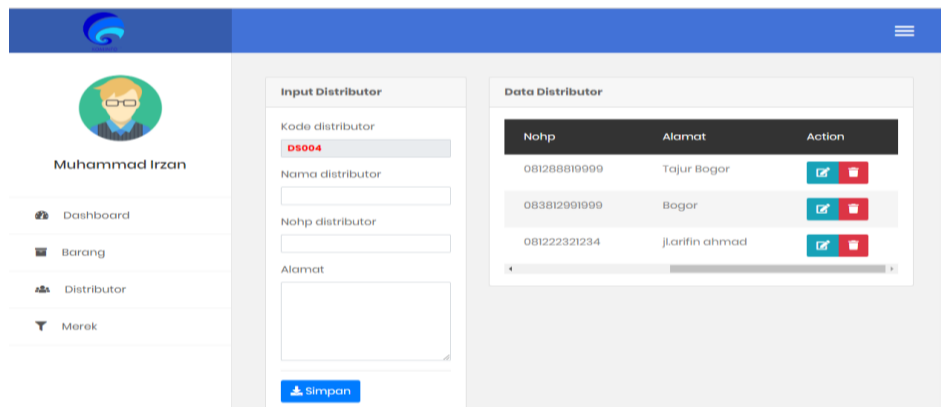 Muhammad Irzan
Dashboard
Barang
Distributor
Merek
Input Distributor
Kode distributor
DS004
Nama distributor
Nohp distributor
Alamat
Simpan
Data Distributor
Nohp Alamat Action
081288819999 Tajur Bogor
083812991999 Bogor
081222321234 jl.arifin ahmad